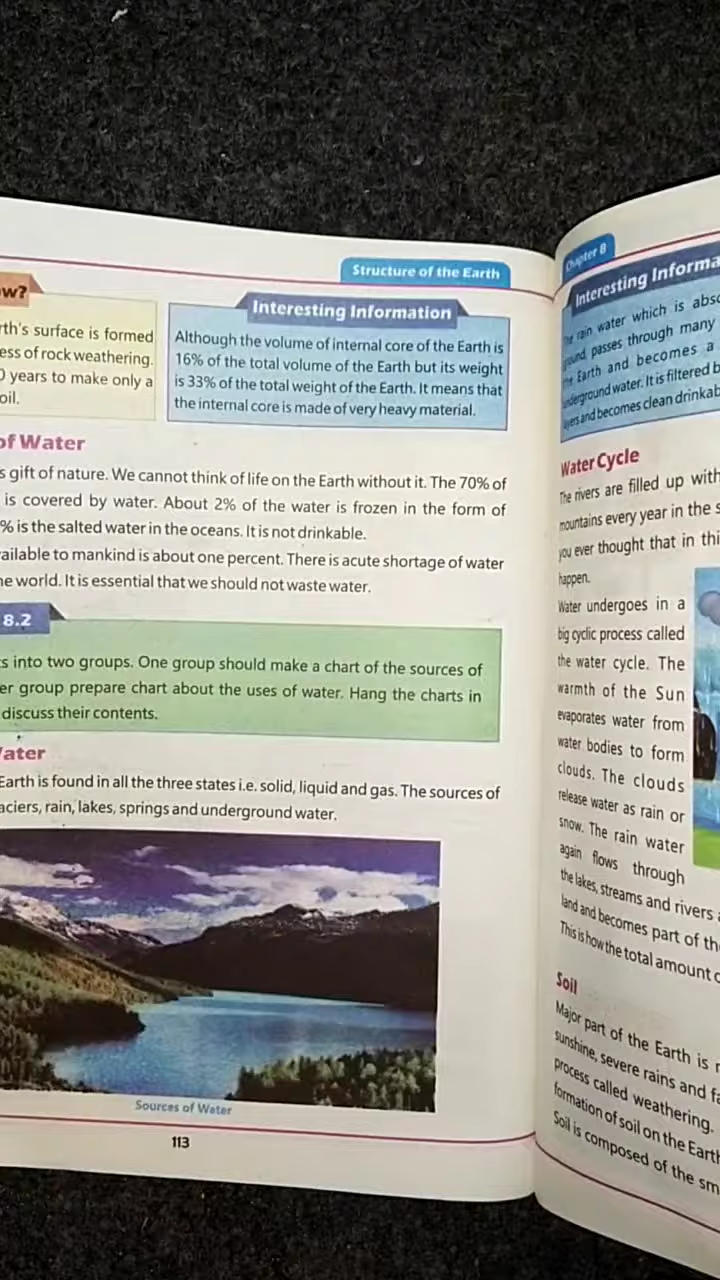 Structure of the Earth
ow?
rth's surface is formed
ess of rock weathering.
0 years to make only a
oil.
Interesting Information
Although the volume of internal core of the Earth is
16% of the total volume of the Earth but its weight
is 33% of the total weight of the Earth. It means that
the internal core is made of very heavy material.
of Water
s gift of nature. We cannot think of life on the Earth without it. The 70% of
is covered by water. About 2% of the water is frozen in the form of
% is the salted water in the oceans. It is not drinkable.
ailable to mankind is about one percent. There is acute shortage of water
he world. It is essential that we should not waste water.
8.2
s into two groups. One group should make a chart of the sources of
er group prepare chart about the uses of water. Hang the charts in
discuss their contents.
Water
Earth is found in all the three states i.e. solid, liquid and gas. The sources of
aciers, rain, lakes, springs and underground water.
Sources of Water
113
Chapter 8
Interesting Informa
The rain water which is abso
ground, passes through many
the Earth and becomes a
underground water. It is filtered b
layers and becomes clean drinkab
Water Cycle
The rivers are filled up with
mountains every year in the s
you ever thought that in thi
happen.
Water undergoes in a
big cyclic process called
the water cycle. The
warmth of the Sun
evaporates water from
water bodies to form
clouds. The clouds
release water as rain or
snow. The rain water
again flows through
the lakes, streams and rivers
land and becomes part of th
This is how the total amount o
Soil
Major part of the Earth is
sunshine, severe rains and fa
process called weathering.
formation of soil on the Earth
Soil is composed of the sm